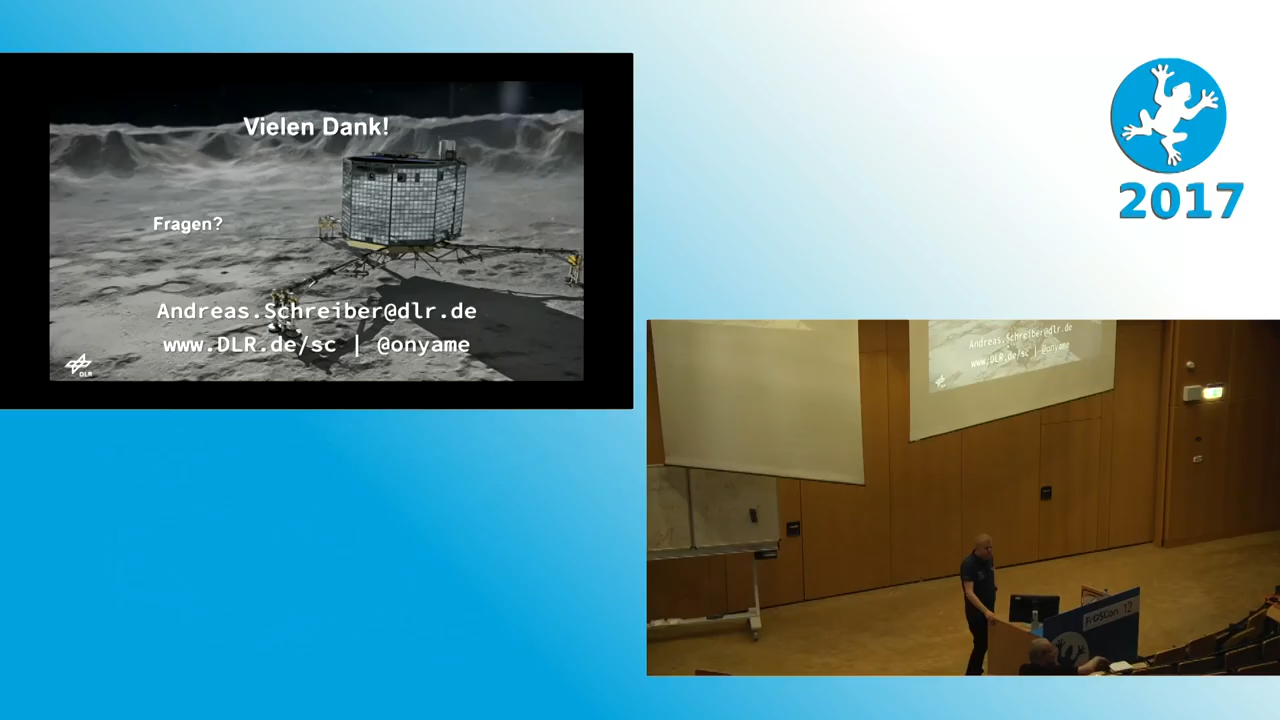 Vielen Dank!
Fragen?
Andreas.Schreiber@dlr.de
www.DLR.de/sc | @onyame
DLR
2017
Andreas.Schreiber@dlr.de
www.DLR.de/sc | @onyame
FrOSCon 12